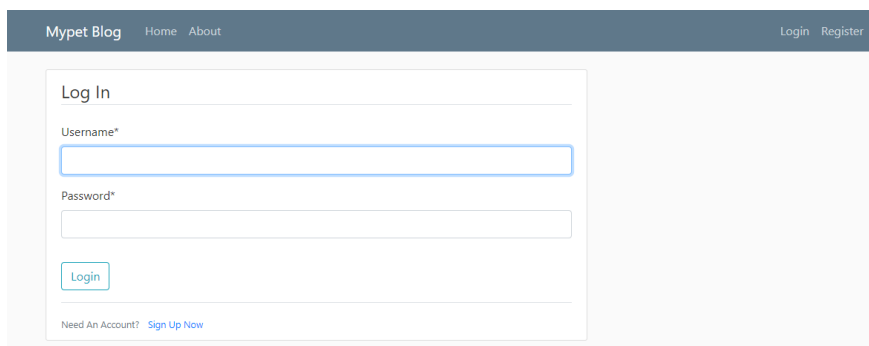 Mypet Blog Home About Login Register
Log In
Username*
Password*
Login
Need An Account? Sign Up Now